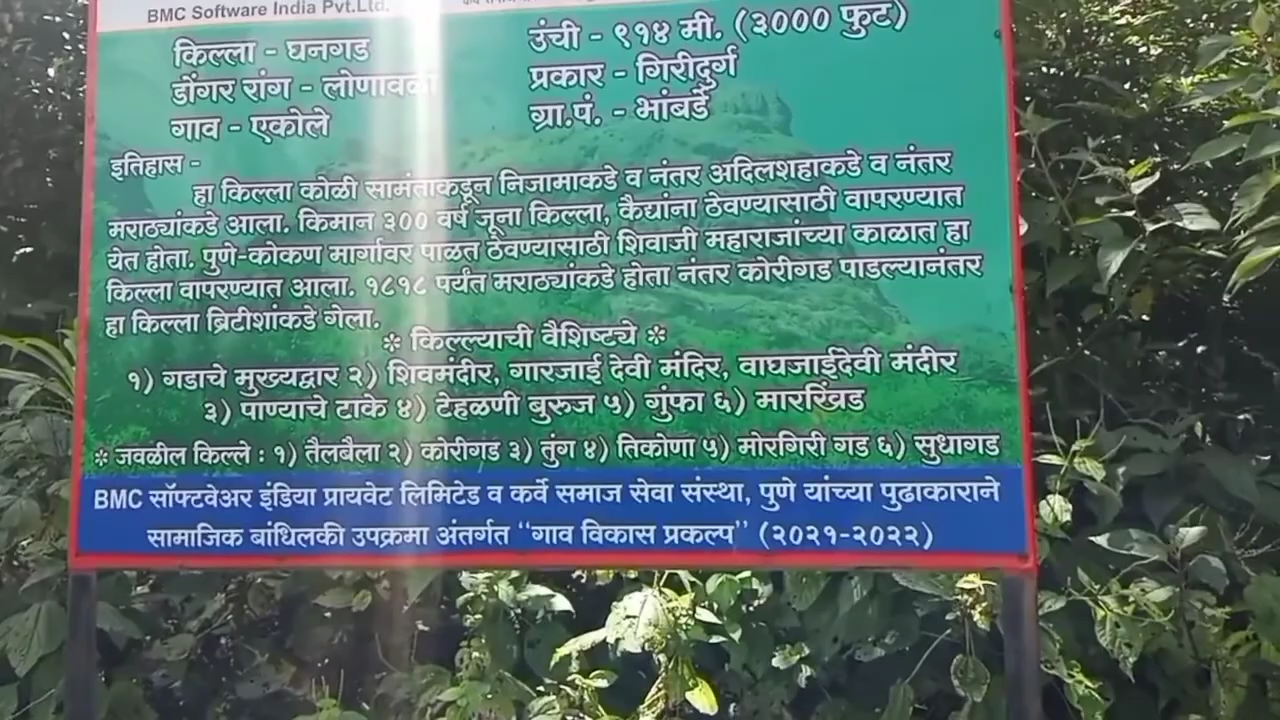 BMC Software India Pvt.Ltd.
किल्ला - घनगड
उंची - ९१४ मी. (३००० फुट)
डोंगर रांग - लोणावळा
प्रकार - गिरीदुर्ग
गाव - एकोले
ग्रा.पं. - भांबर्डे
इतिहास -
हा किल्ला कोळी सामंताकडून निजामाकडे व नंतर अदिलशहाकडे व नंतर
मराठ्यांकडे आला. किमान ३०० वर्ष जूना किल्ला, कैद्यांना ठेवण्यासाठी वापरण्यात
येत होता. पुणे-कोकण मार्गावर पाळत ठेवण्यासाठी शिवाजी महाराजांच्या काळात हा
किल्ला वापरण्यात आला. १८१८ पर्यंत मराठ्यांकडे होता नंतर कोरीगड पाडल्यानंतर
हा किल्ला ब्रिटीशांकडे गेला.
* किल्ल्याची वैशिष्ट्ये *
१) गडाचे मुख्यद्वार २) शिवमंदीर, गारजाई देवी मंदिर, वाघजाईदेवी मंदीर
३) पाण्याचे टाके ४) टेहळणी बुरूज ५) गुंफा ६) मारखिंड
* जवळील किल्ले : १) तैलबैला २) कोरीगड ३) तुंग ४) तिकोणा ५) मोरगिरी गड ६) सुधागड
BMC सॉफ्टवेअर इंडिया प्रायवेट लिमिटेड व कर्वे समाज सेवा संस्था, पुणे यांच्या पुढाकाराने
सामाजिक बांधिलकी उपक्रमा अंतर्गत "गाव विकास प्रकल्प" (२०२१-२०२२)